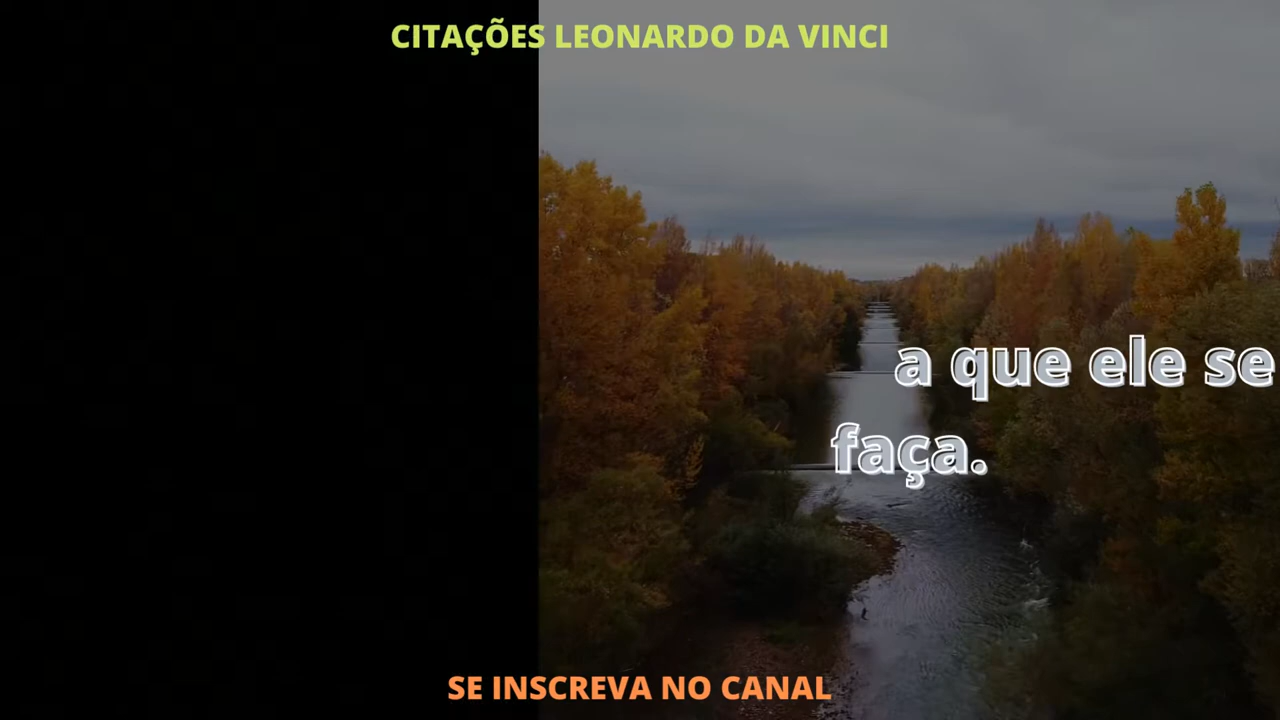 CITAÇÕES LEONARDO DA VINCI
a que ele se
faça.
SE INSCREVA NO CANAL